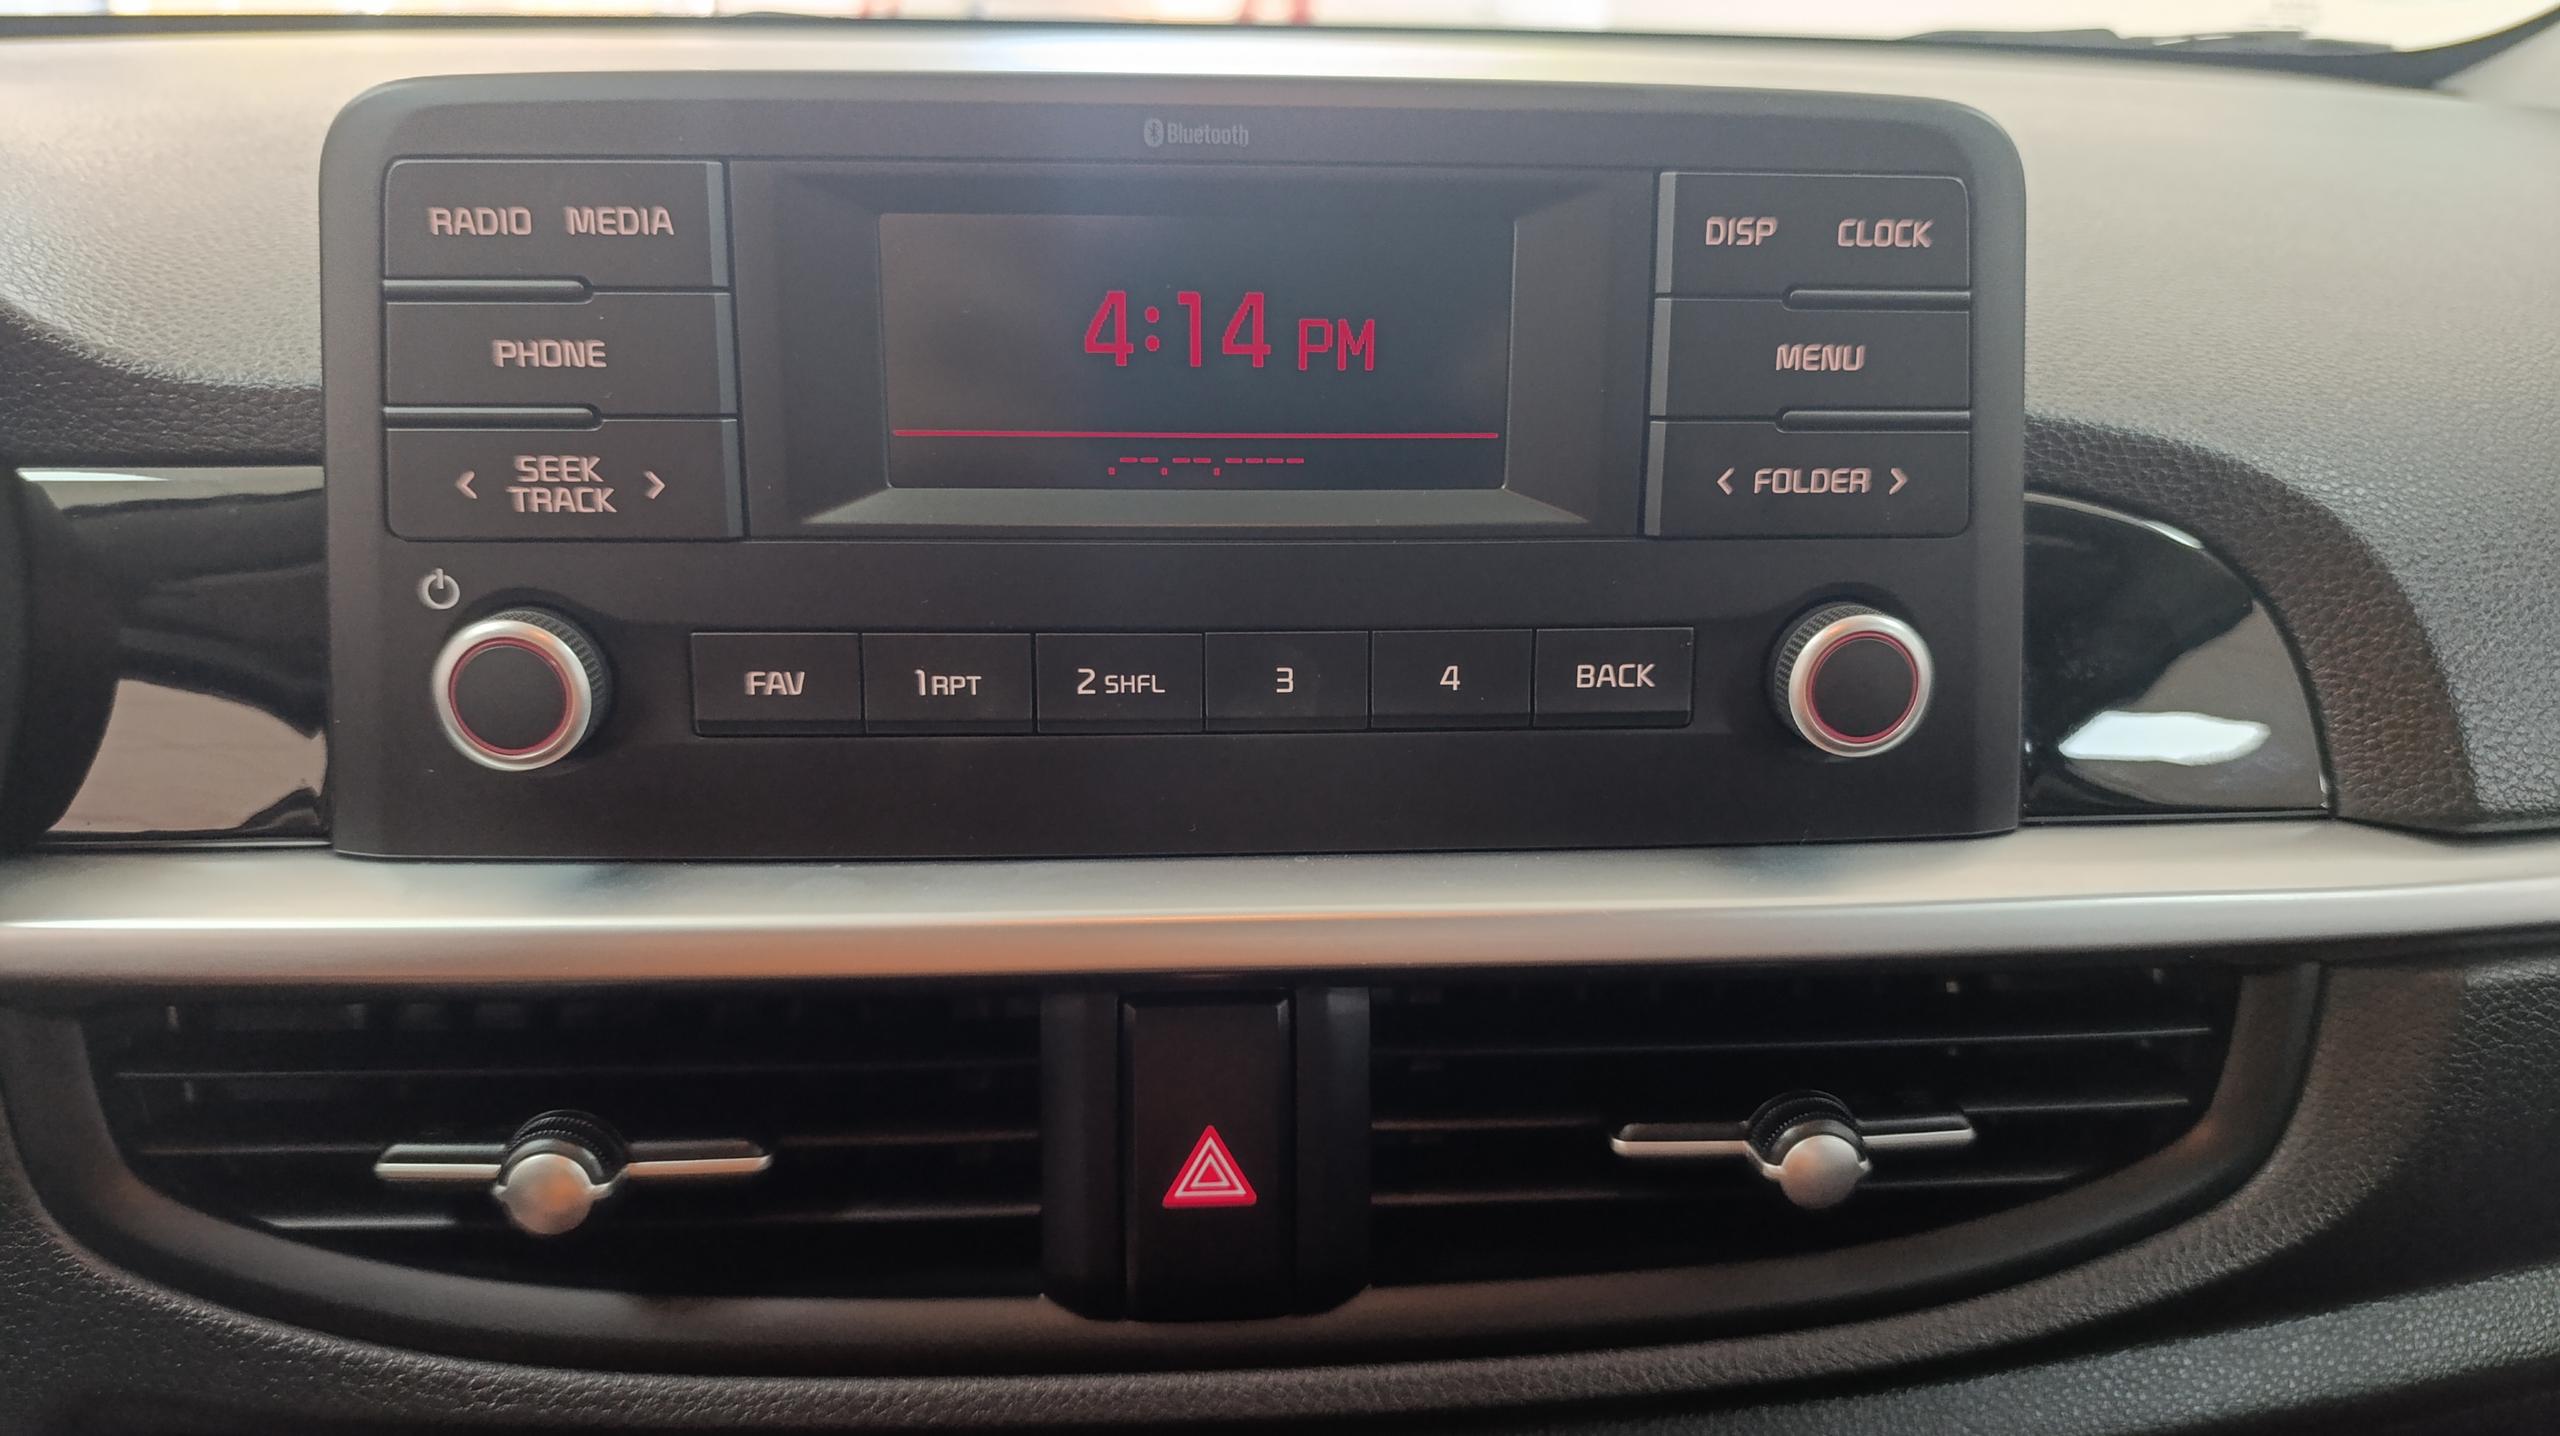 Bluetooth
RADIO MEDIA
DISP CLOCK
4:14 PM
PHONE
MENU
< SEEK TRACK >
< FOLDER >
FAV
1 RPT
2 SHFL
3
4
BACK